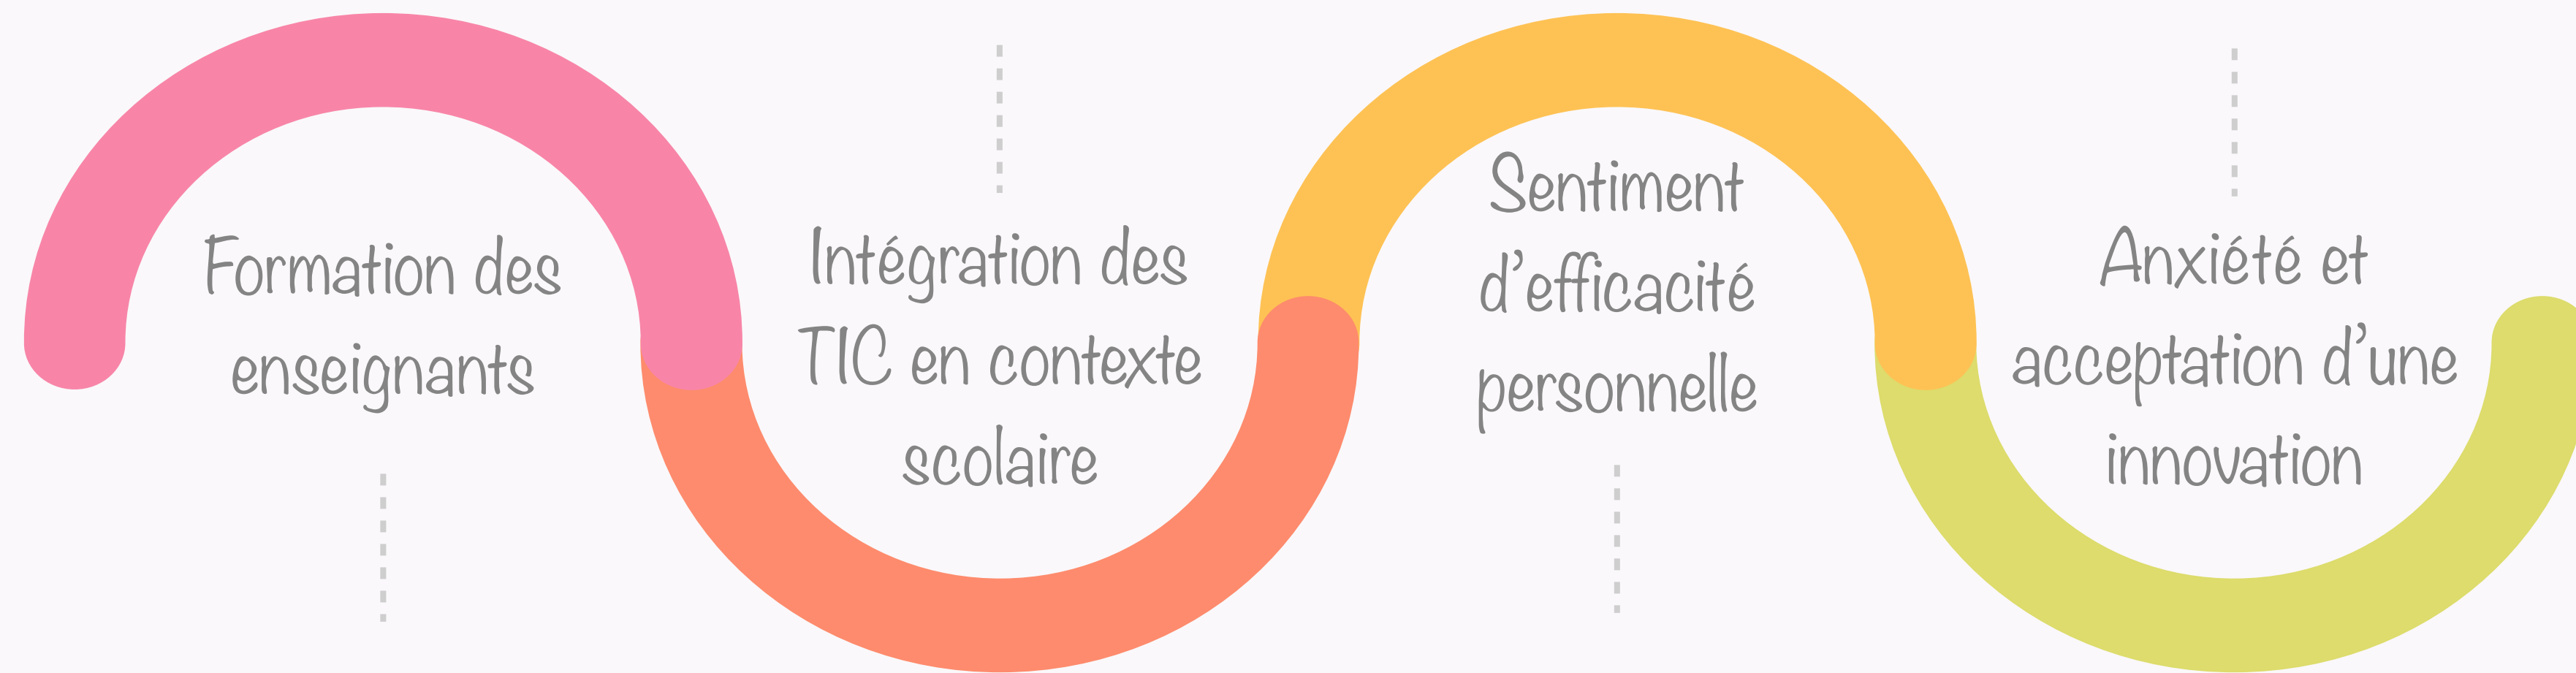 Formation des
enseignants
Intégration des
TIC en contexte
scolaire
Sentiment
d’efficacité
personnelle
Anxiété et
acceptation d’une
innovation